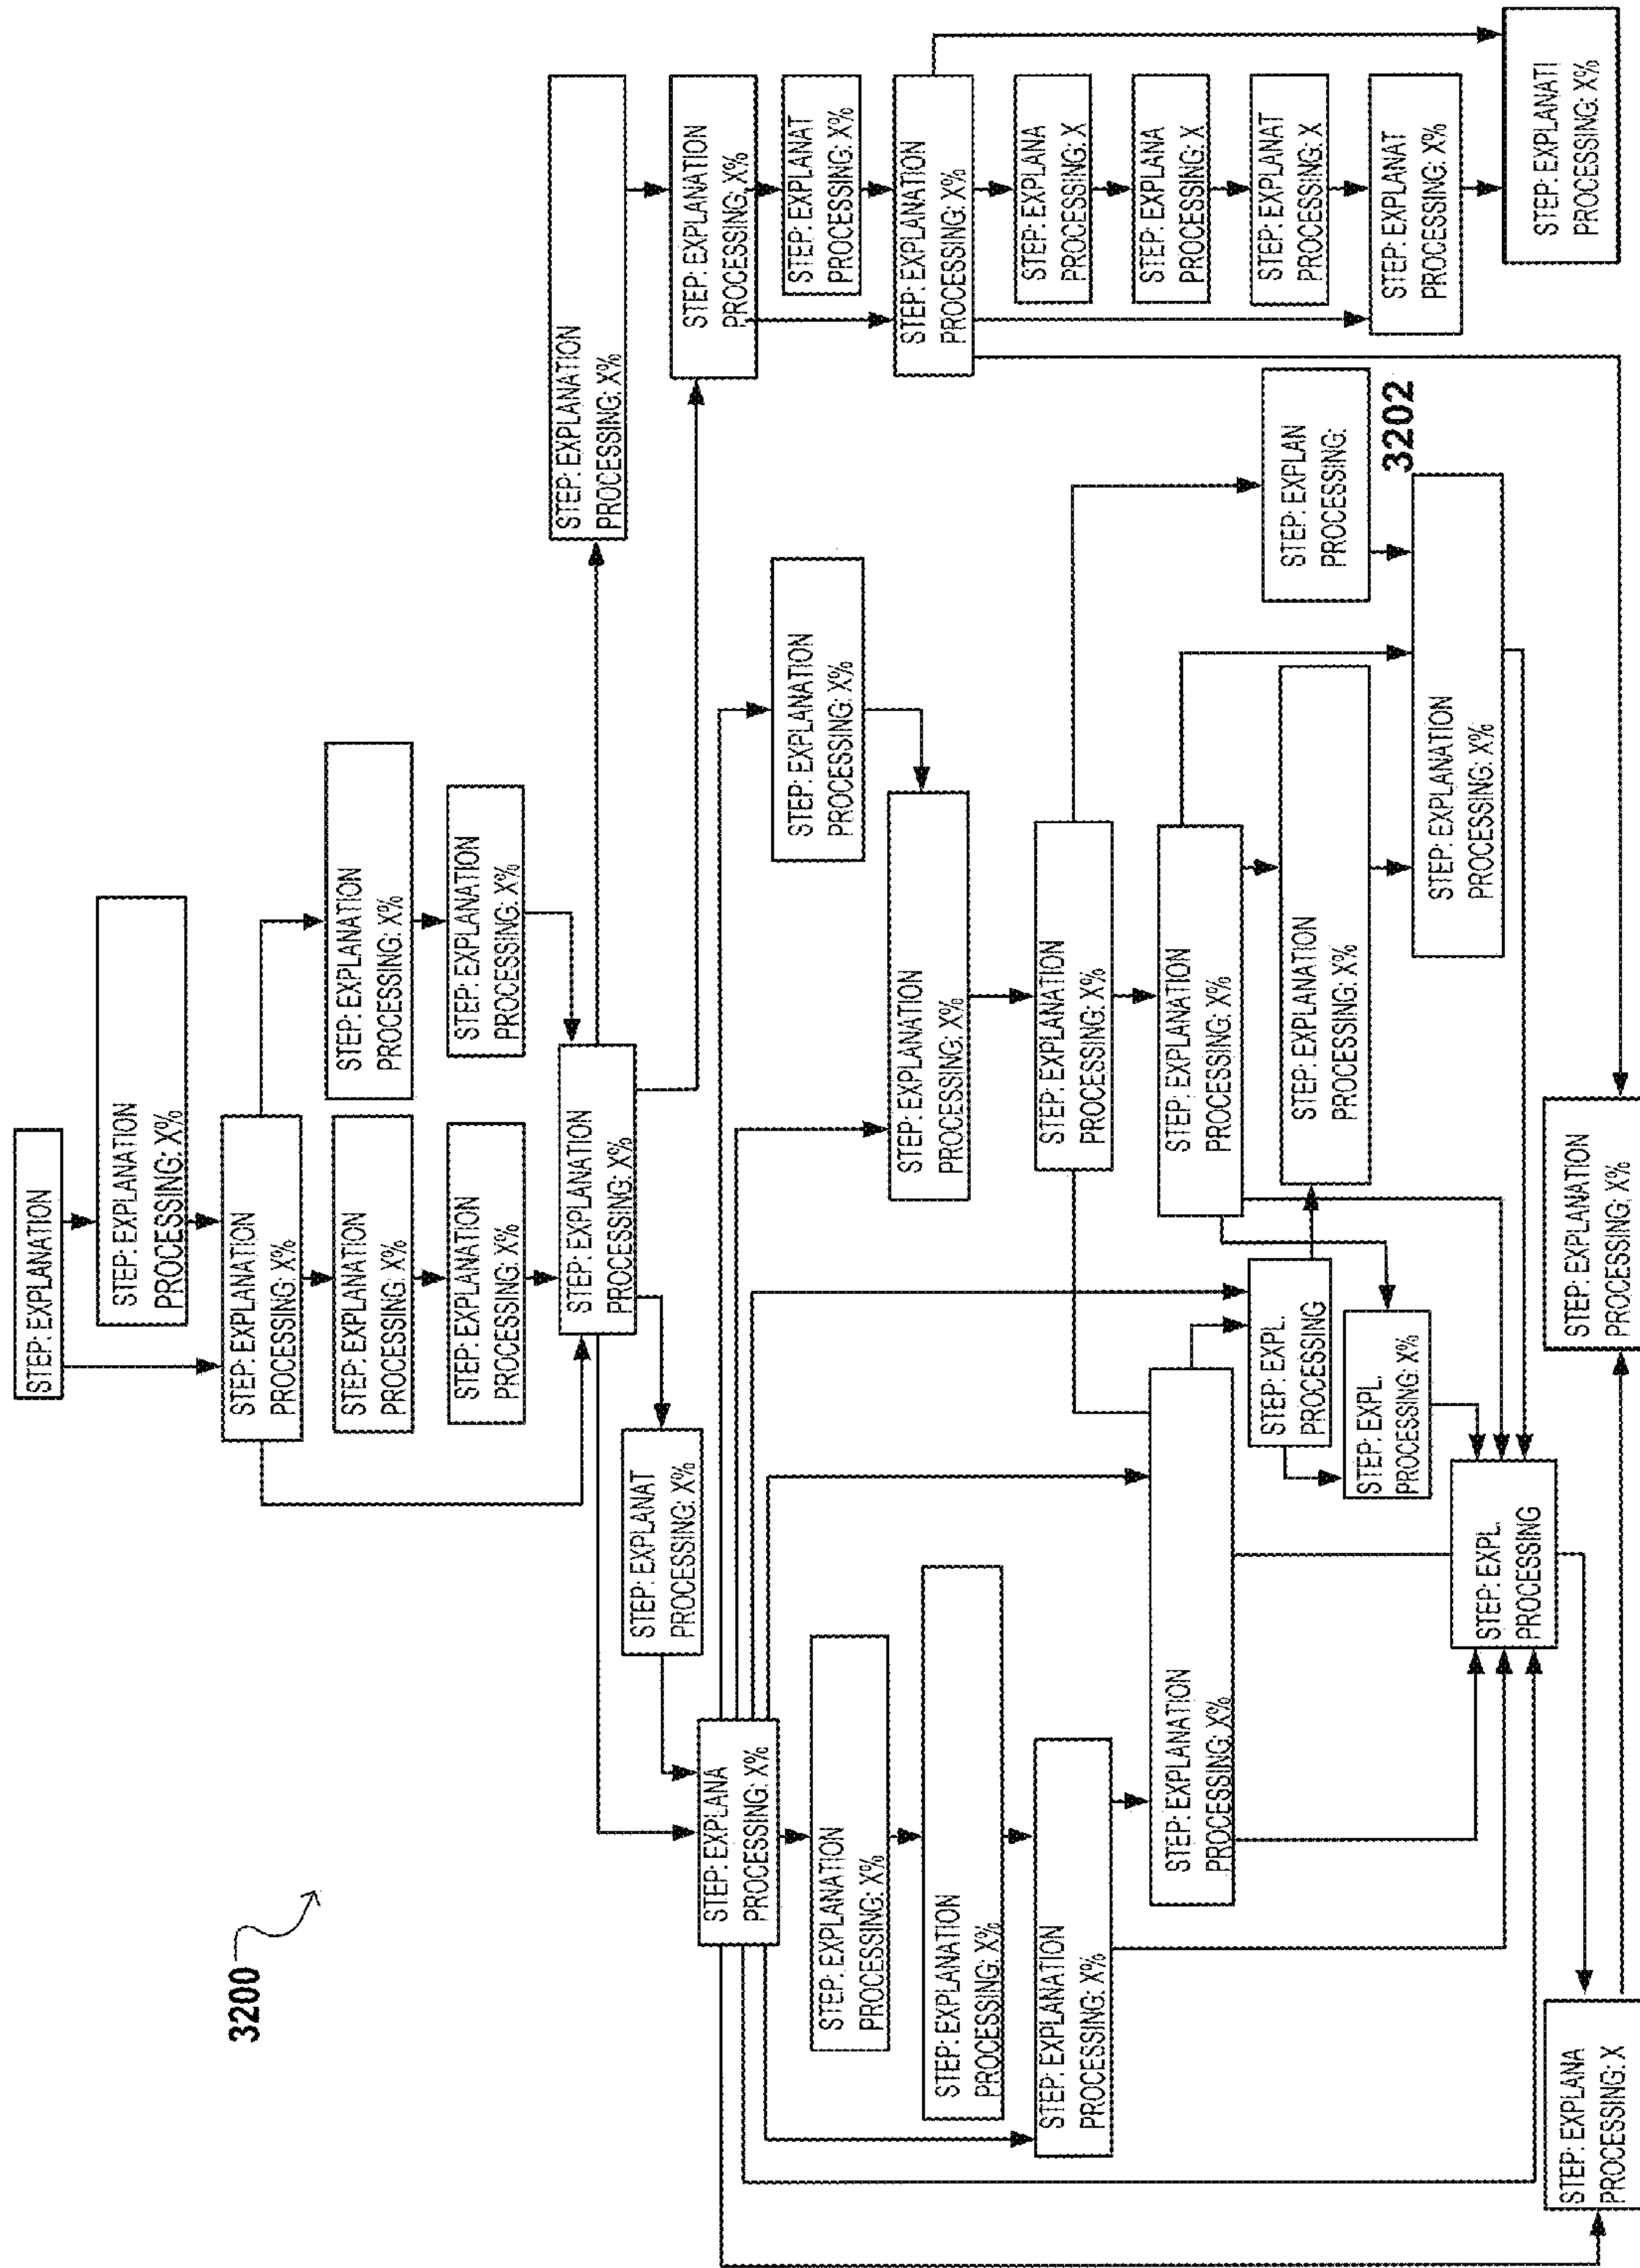 3200
STEP: EXPLANATION
STEP: EXPLANATION
PROCESSING: X%
STEP: EXPLANATION
PROCESSING: X%
STEP: EXPLANATION
PROCESSING: X%
STEP: EXPLANATION
PROCESSING: X%
STEP: EXPLANATION
PROCESSING: X%
STEP: EXPLANATION
PROCESSING: X%
STEP: EXPLANATION
PROCESSING: X%
STEP: EXPLANATION
PROCESSING: X%
STEP: EXPLANAT
PROCESSING: X%
STEP: EXPLANATION
PROCESSING: X%
STEP: EXPLANA
PROCESSING: X%
STEP: EXPLANATION
PROCESSING: X%
STEP: EXPLANAT
PROCESSING: X%
STEP: EXPLANATION
PROCESSING: X%
STEP: EXPLANATION
PROCESSING: X%
STEP: EXPLANATION
PROCESSING: X%
STEP: EXPLANATION
PROCESSING: X%
STEP: EXPLANA
PROCESSING: X
STEP: EXPLANATION
PROCESSING: X%
STEP: EXPLANATION
PROCESSING: X%
STEP: EXPLANA
PROCESSING: X
STEP: EXPLANATION
PROCESSING: X%
STEP: EXPLANATION
PROCESSING: X%
STEP: EXPL.
PROCESSING
STEP: EXPLANAT
PROCESSING: X
STEP: EXPLAN
PROCESSING:
STEP: EXPLANATION
PROCESSING: X%
STEP: EXPL.
PROCESSING: X%
STEP: EXPLANAT
PROCESSING: X%
3202
STEP: EXPLANATION
PROCESSING: X%
STEP: EXPL.
PROCESSING
STEP: EXPLANATI
PROCESSING: X%
STEP: EXPLANA
PROCESSING: X
STEP: EXPLANATION
PROCESSING: X%